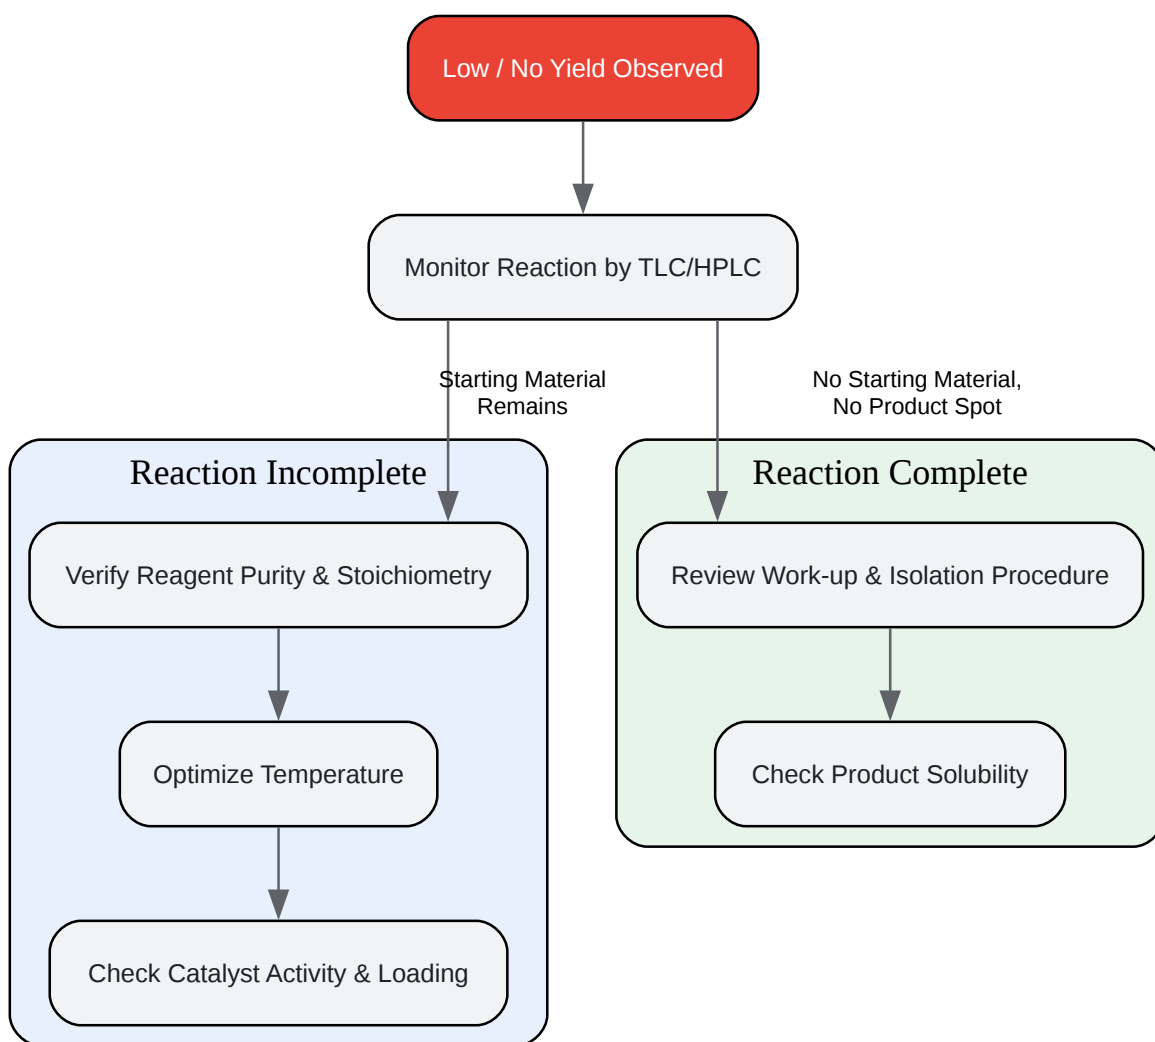 Low / No Yield Observed
Monitor Reaction by TLC/HPLC
Starting Material
Remains
No Starting Material,
No Product Spot
Reaction Incomplete
Verify Reagent Purity & Stoichiometry
Optimize Temperature
Check Catalyst Activity & Loading
Reaction Complete
Review Work-up & Isolation Procedure
Check Product Solubility